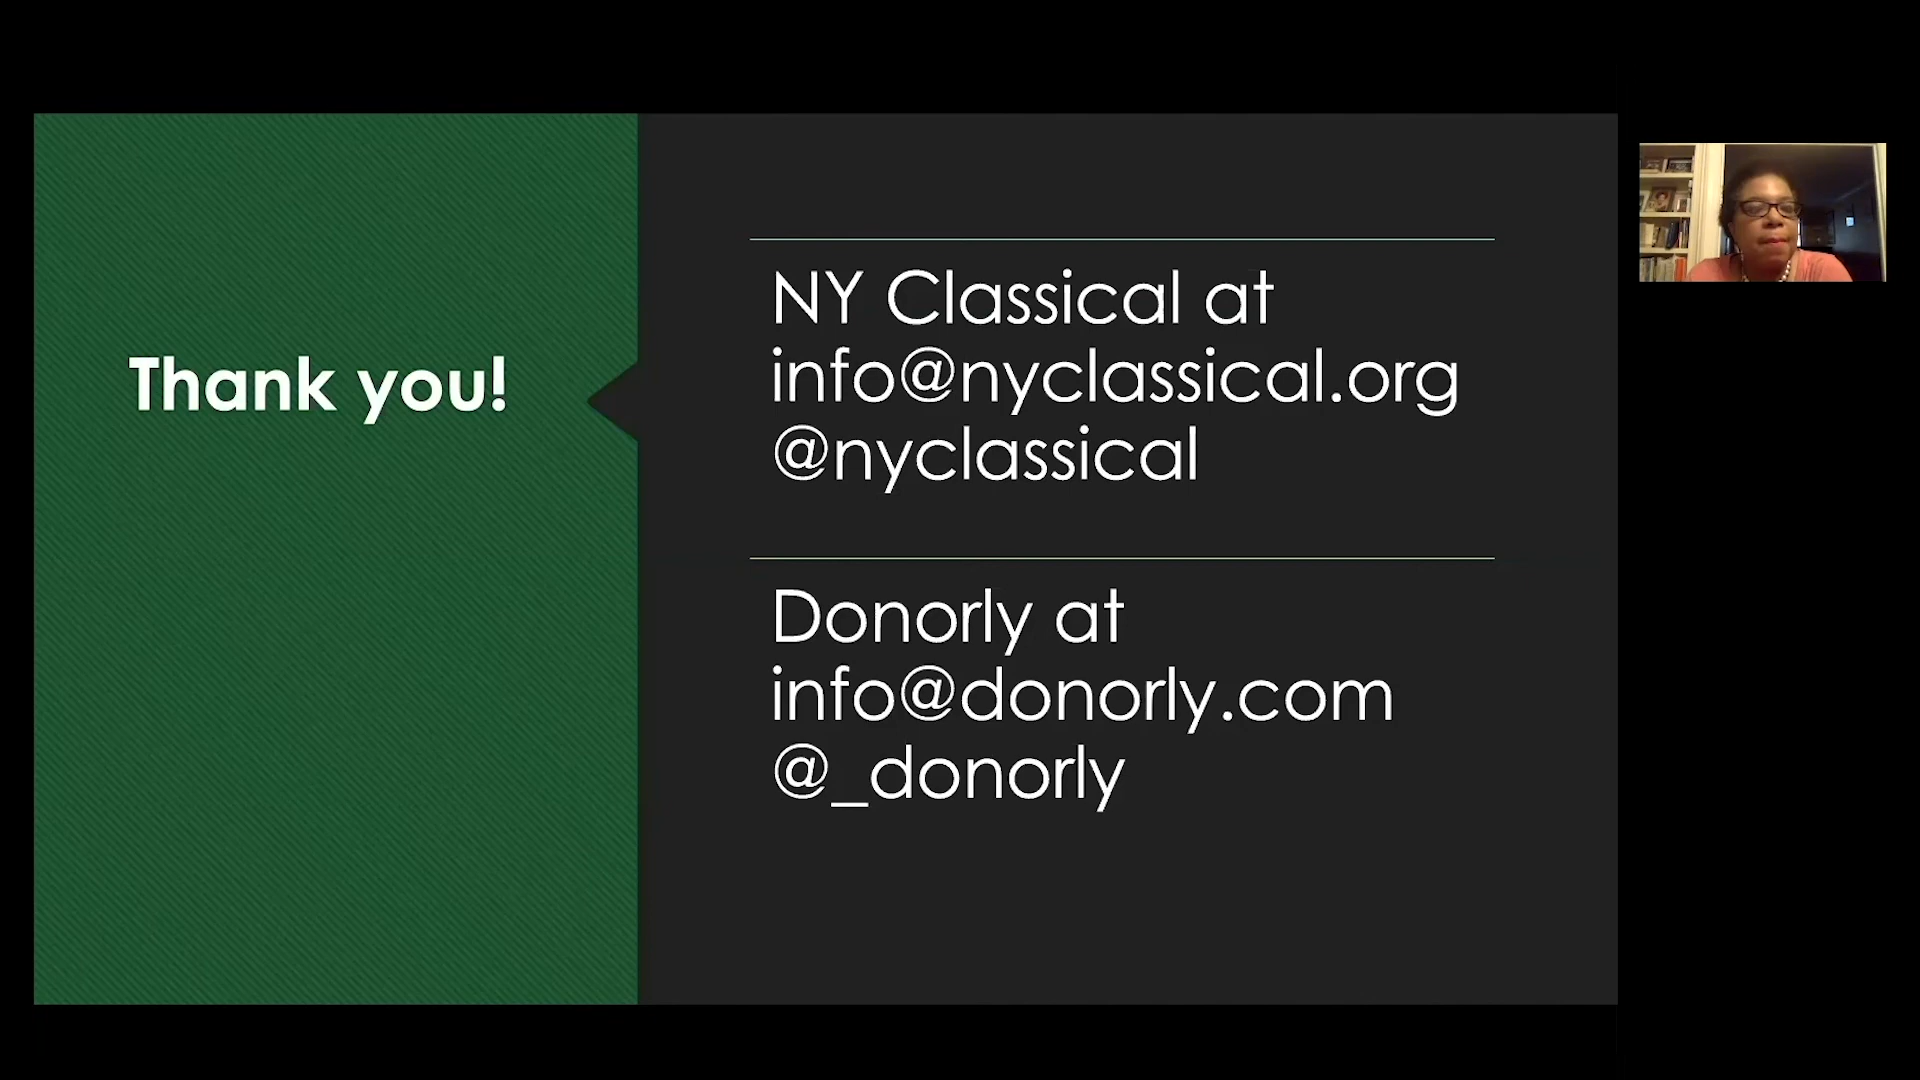 Thank you!
NY Classical at
info@nyclassical.org
@nyclassical
Donorly at
info@donorly.com
@_donorly